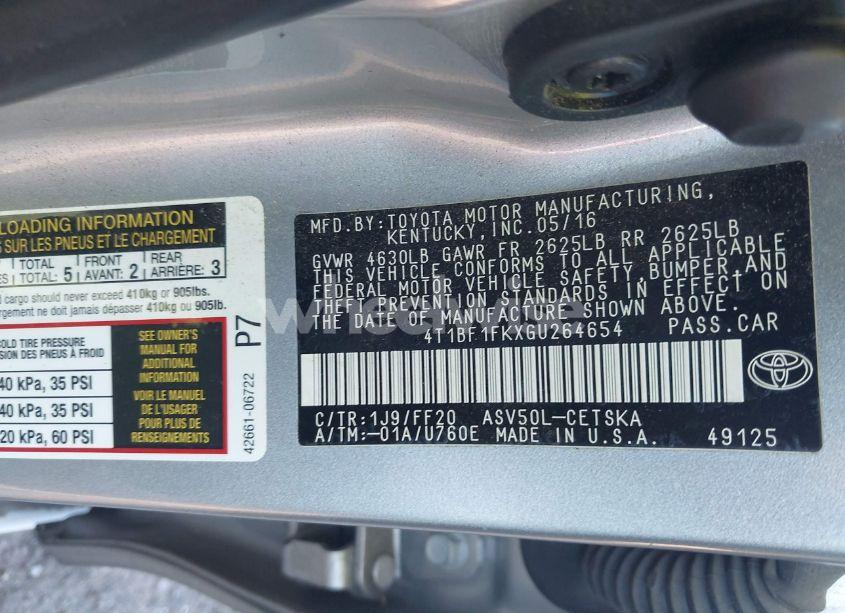 LOADING INFORMATION
SUR LES PNEUS ET LE CHARGEMENT
TOTAL 5 FRONT 2 REAR 3
TOTAL: AVANT: ARRIÈRE:
cargo should never exceed 410kg or 905lbs.
ne doit jamais dépasser 410kg ou 905lb.
COLD TIRE PRESSURE
DES PNEUS À FROID
40 kPa, 35 PSI
40 kPa, 35 PSI
20 kPa, 60 PSI
SEE OWNER'S
MANUAL FOR
ADDITIONAL
INFORMATION
VOIR LE MANUEL
DE L'USAGER
POUR PLUS DE
RENSEIGNEMENTS
P7
42661-06722
MFD.BY:TOYOTA MOTOR MANUFACTURING,
KENTUCKY,INC.05/16
GVWR 4630LB GAWR FR 2625LB RR 2625LB
THIS VEHICLE CONFORMS TO ALL APPLICABLE
FEDERAL MOTOR VEHICLE SAFETY,BUMPER,AND
THEFT PREVENTION STANDARDS IN EFFECT ON
THE DATE OF MANUFACTURE SHOWN ABOVE.
4T1BF1FKXGU264654 PASS.CAR
C/TR:1J9/FF20 ASV50L-CETSKA
A/TM:-01A/U760E MADE IN U.S.A. 49125